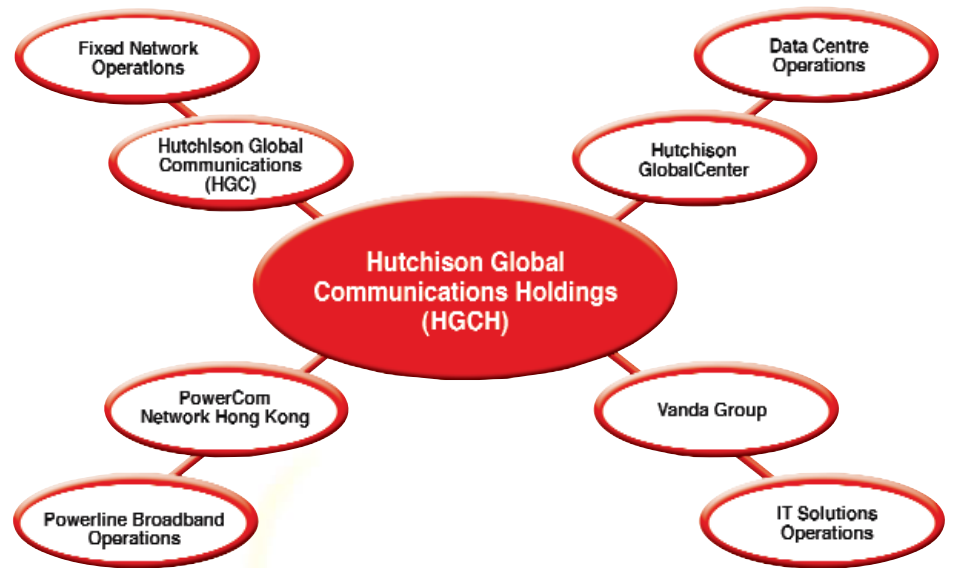 Fixed Network
Operations
Data Centre
Operations
Hutchison Global
Communications
(HGC)
Hutchison
GlobalCenter
Hutchison Global
Communications Holdings
(HGCH)
PowerCom
Network Hong Kong
Vanda Group
Powerline Broadband
Operations
IT Solutions
Operations